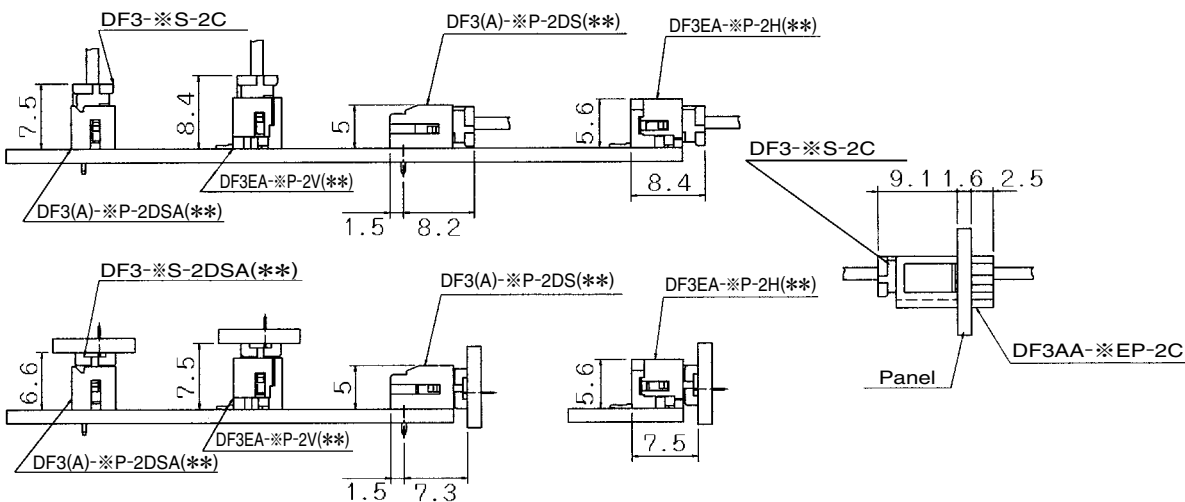 DF3-※S-2C
DF3(A)-※P-2DS(**)
DF3EA-※P-2H(**)
7.5
8.4
5
5.6
DF3EA-※P-2V(**)
DF3(A)-※P-2DSA(**)
1.5 8.2
8.4
DF3-※S-2C
9.1 1.6 2.5
DF3AA-※EP-2C
Panel
DF3-※S-2DSA(**)
DF3(A)-※P-2DS(**)
DF3EA-※P-2H(**)
6.6
7.5
5
5.6
DF3EA-※P-2V(**)
DF3(A)-※P-2DSA(**)
1.5 7.3
7.5